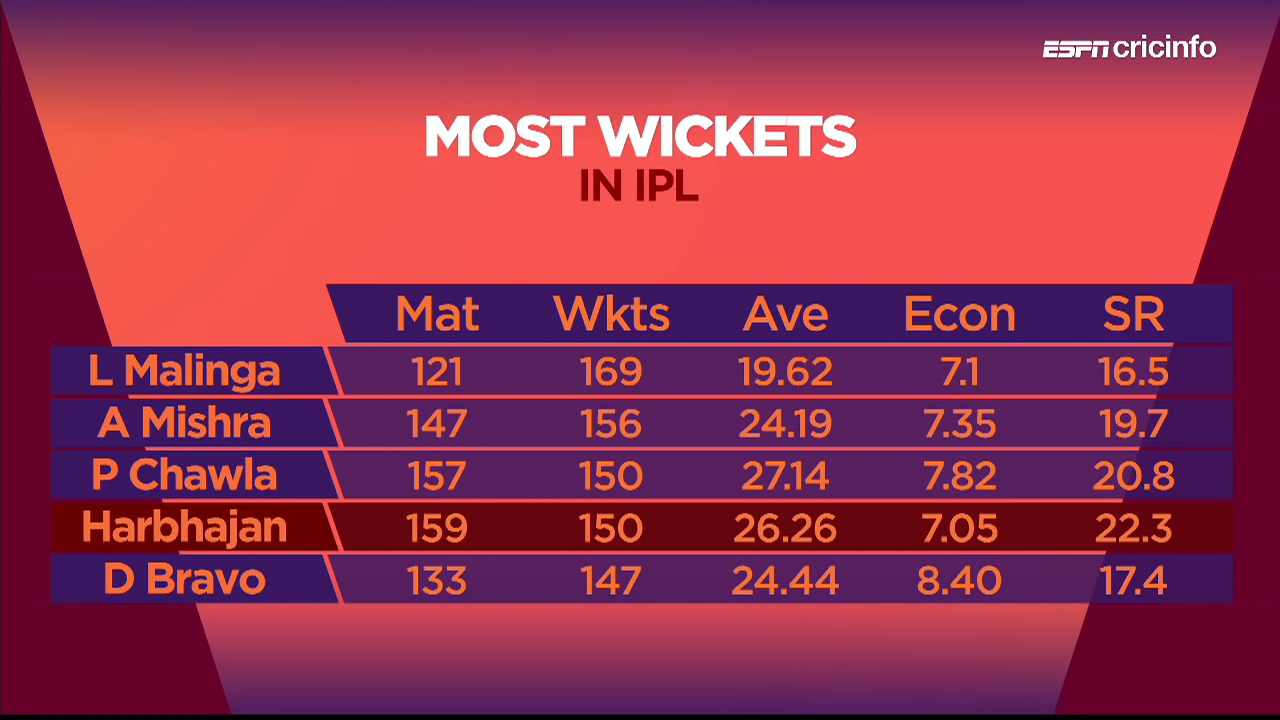 ESPN cricinfo
MOST WICKETS
IN IPL
Mat Wkts Ave Econ SR
L Malinga 121 169 19.62 7.1 16.5
A Mishra 147 156 24.19 7.35 19.7
P Chawla 157 150 27.14 7.82 20.8
Harbhajan 159 150 26.26 7.05 22.3
D Bravo 133 147 24.44 8.40 17.4